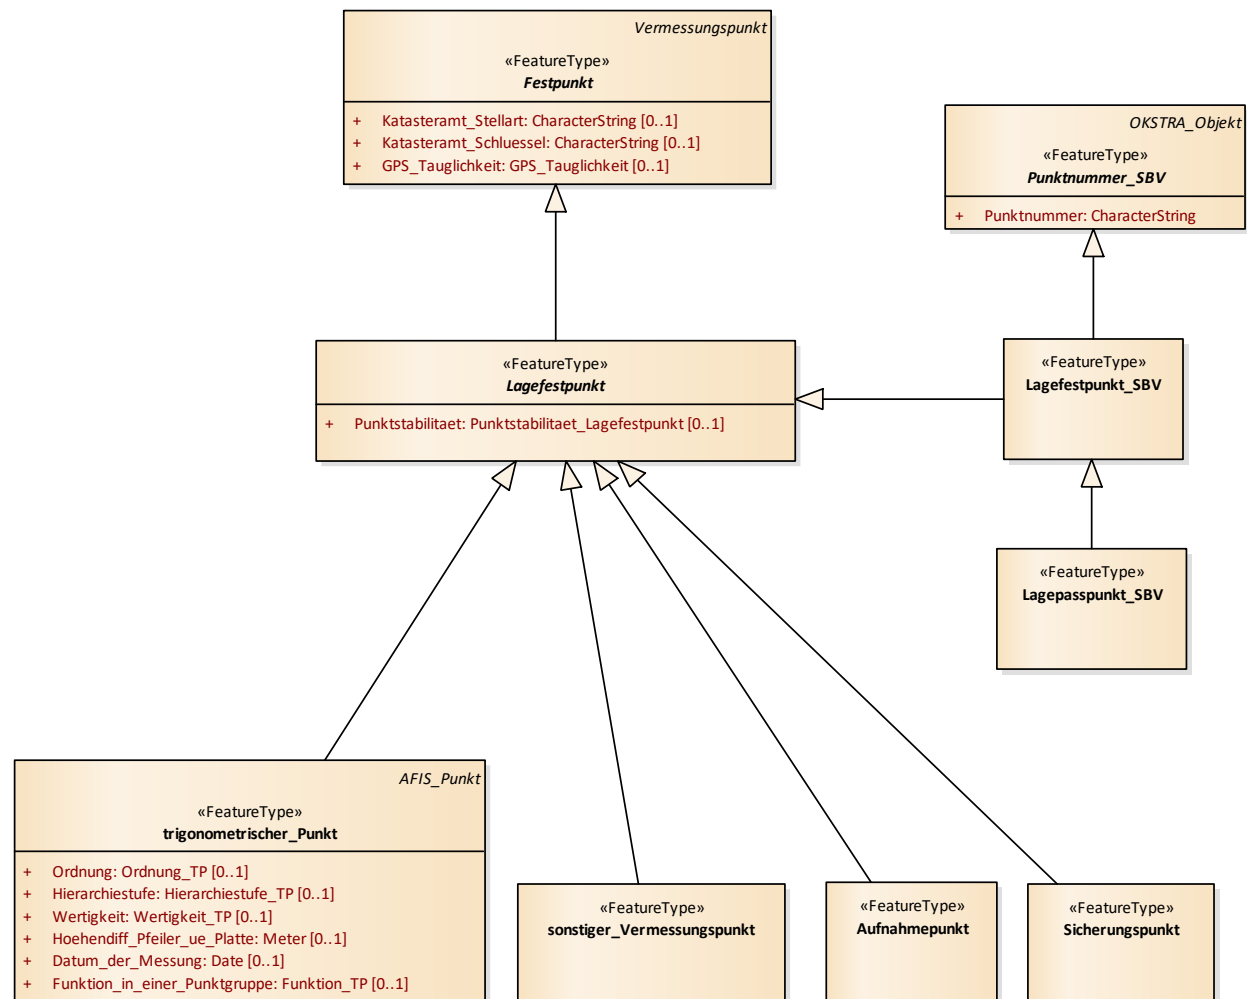 Vermessungspunkt
«FeatureType»
Festpunkt
+ Katasteramt_Stellart: CharacterString [0..1]
+ Katasteramt_Schluessel: CharacterString [0..1]
+ GPS_Tauglichkeit: GPS_Tauglichkeit [0..1]
OKSTRA_Objekt
«FeatureType»
Punktnummer_SBV
+ Punktnummer: CharacterString
«FeatureType»
Lagefestpunkt
+ Punktstabilitaet: Punktstabilitaet_Lagefestpunkt [0..1]
«FeatureType»
Lagefestpunkt_SBV
«FeatureType»
Lagepasspunkt_SBV
AFIS_Punkt
«FeatureType»
trigonometrischer_Punkt
+ Ordnung: Ordnung_TP [0..1]
+ Hierarchiestufe: Hierarchiestufe_TP [0..1]
+ Wertigkeit: Wertigkeit_TP [0..1]
+ Hoehendiff_Pfeiler_ue_Platte: Meter [0..1]
+ Datum_der_Messung: Date [0..1]
+ Funktion_in_einer_Punktgruppe: Funktion_TP [0..1]
«FeatureType»
sonstiger_Vermessungspunkt
«FeatureType»
Aufnahmepunkt
«FeatureType»
Sicherungspunkt